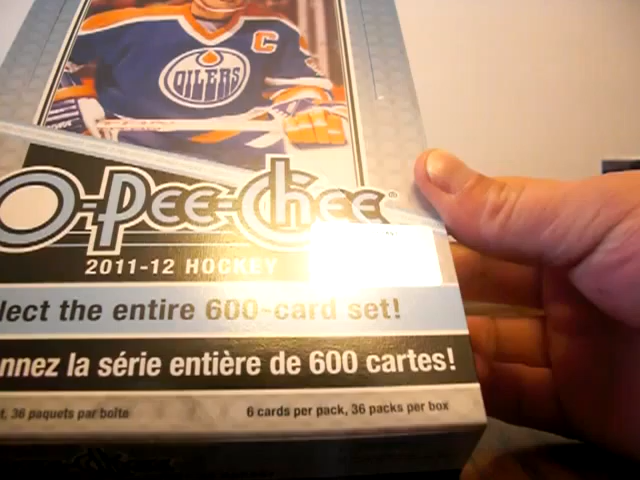 C
OILERS
O-Pee-Chee
2011-12 HOCKEY
lect the entire 600-card set!
nnez la série entière de 600 cartes!
t, 36 paquets par boîte
6 cards per pack, 36 packs per box